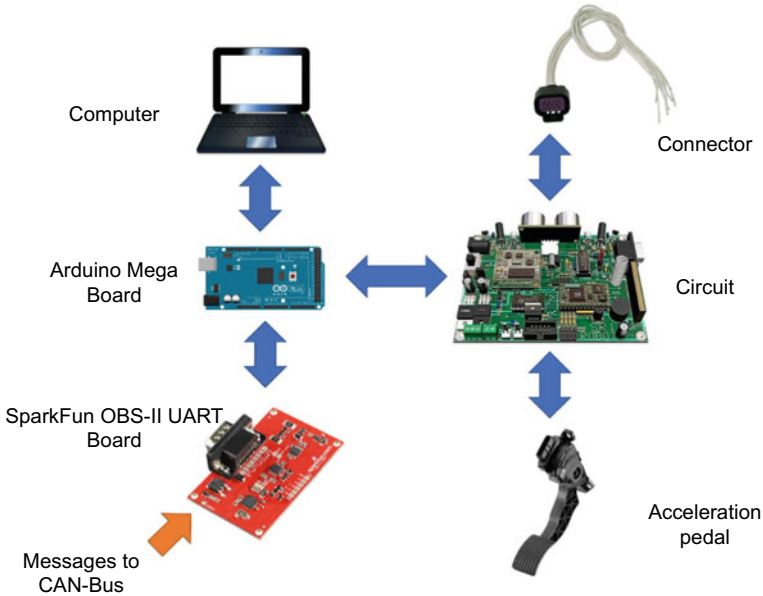 Computer
Connector
Arduino Mega
Board
Circuit
SparkFun OBS-II UART
Board
Acceleration
pedal
Messages to
CAN-Bus